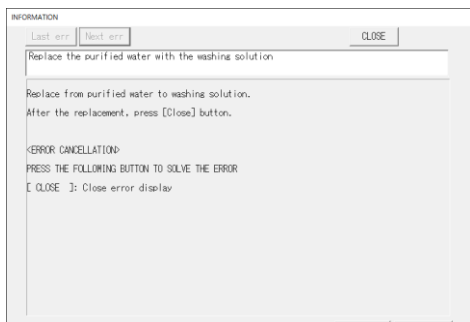 INFORMATION
Last err Next err CLOSE
Replace the purified water with the washing solution
Replace from purified water to washing solution.
After the replacement, press [Close] button.
<ERROR CANCELLATION>
PRESS THE FOLLOWING BUTTON TO SOLVE THE ERROR
[ CLOSE ]: Close error display